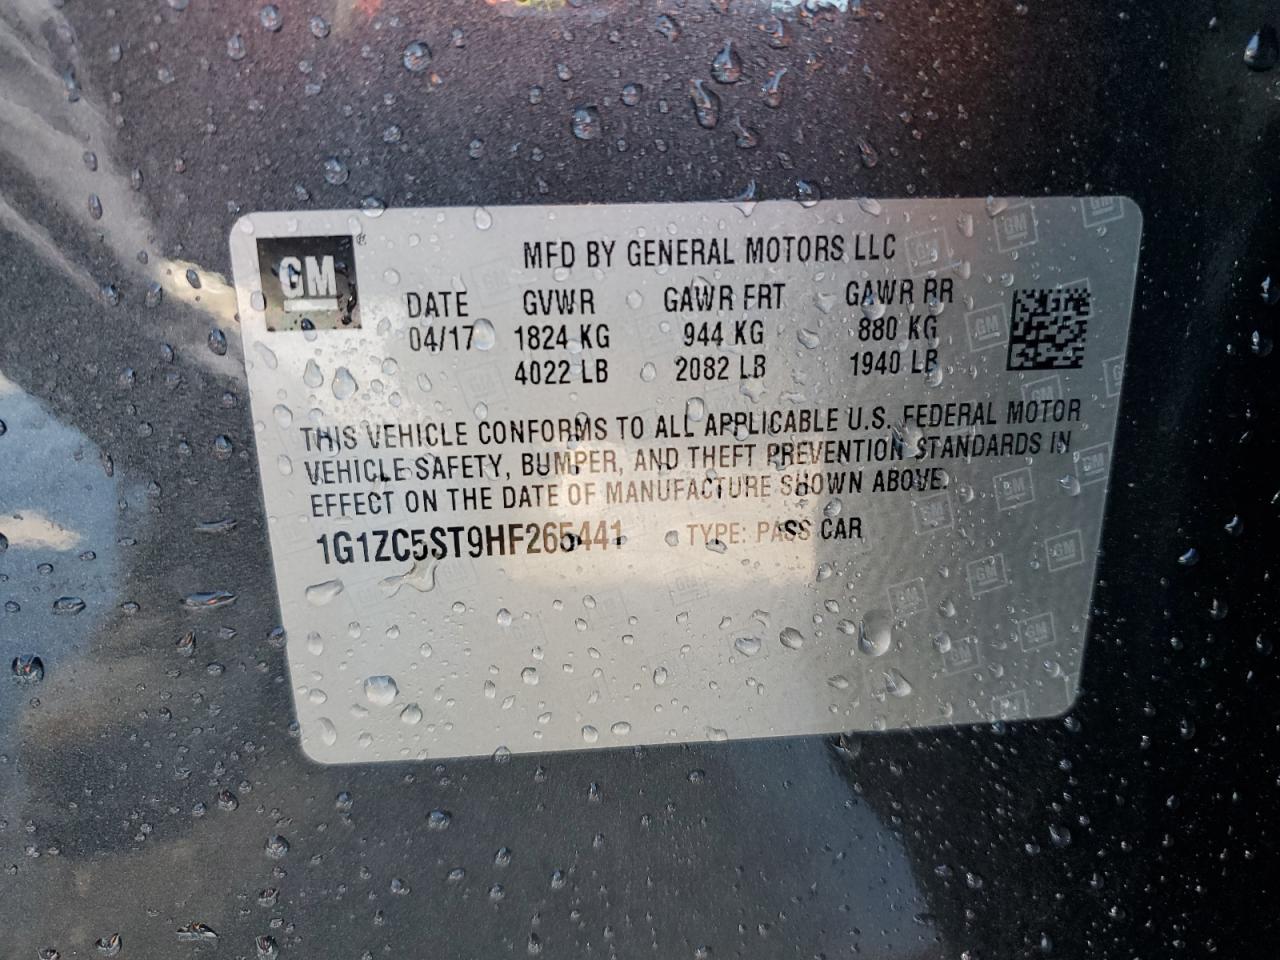 GM ®
MFD BY GENERAL MOTORS LLC
DATE GVWR GAWR FRT GAWR RR
04/17 1824 KG 944 KG 880 KG
4022 LB 2082 LB 1940 LB
THIS VEHICLE CONFORMS TO ALL APPLICABLE U.S. FEDERAL MOTOR
VEHICLE SAFETY, BUMPER, AND THEFT PREVENTION STANDARDS IN
EFFECT ON THE DATE OF MANUFACTURE SHOWN ABOVE.
1G1ZC5ST9HF265441 TYPE: PASS CAR